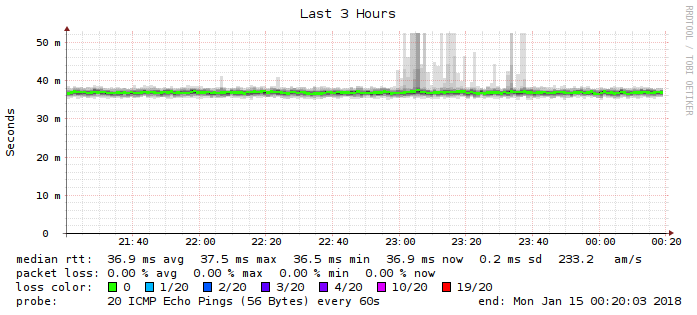 Last 3 Hours
RRDTOOL / TOBI OETIKER
Seconds
50 m
40 m
30 m
20 m
10 m
0
21:40 22:00 22:20 22:40 23:00 23:20 23:40 00:00 00:20
median rtt: 36.9 ms avg 37.5 ms max 36.5 ms min 36.9 ms now 0.2 ms sd 233.2 am/s
packet loss: 0.00 % avg 0.00 % max 0.00 % min 0.00 % now
loss color: 0 1/20 2/20 3/20 4/20 10/20 19/20
probe: 20 ICMP Echo Pings (56 Bytes) every 60s end: Mon Jan 15 00:20:03 2018